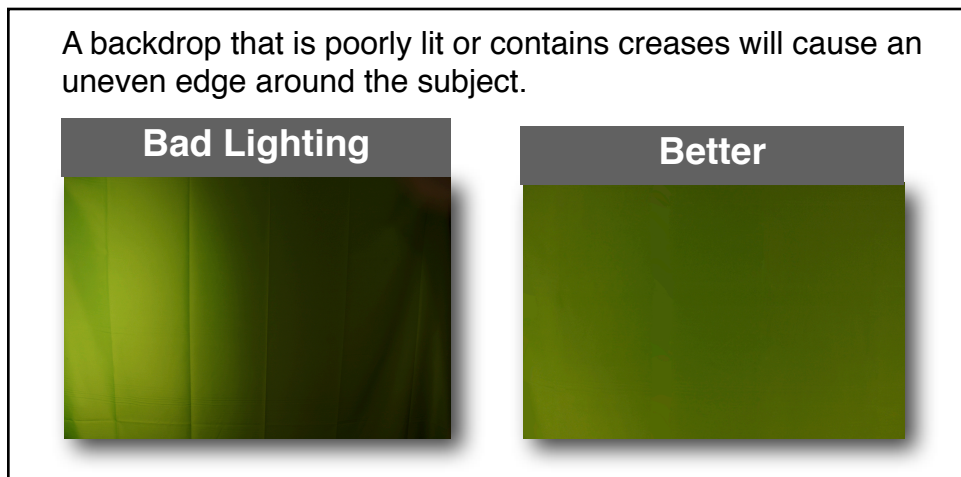 A backdrop that is poorly lit or contains creases will cause an
uneven edge around the subject.
Bad Lighting
Better